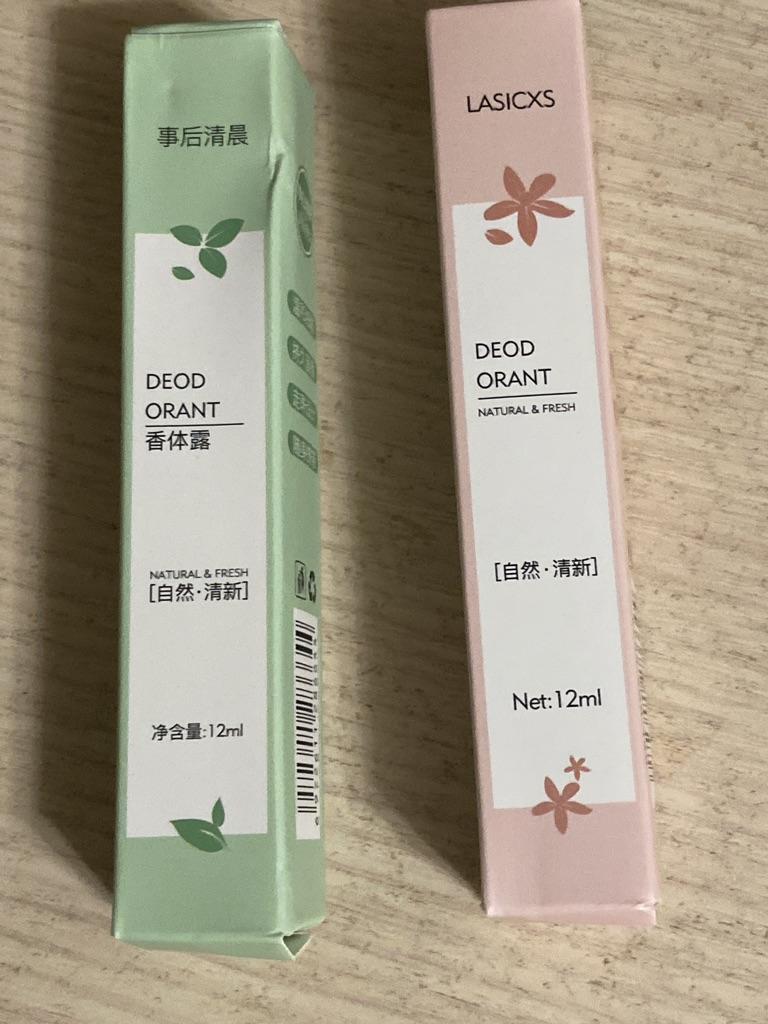 事后清晨
DEOD
ORANT
香体露
NATURAL & FRESH
[自然·清新]
净含量:12ml
LASICXS
DEOD
ORANT
NATURAL & FRESH
[自然·清新]
Net:12ml